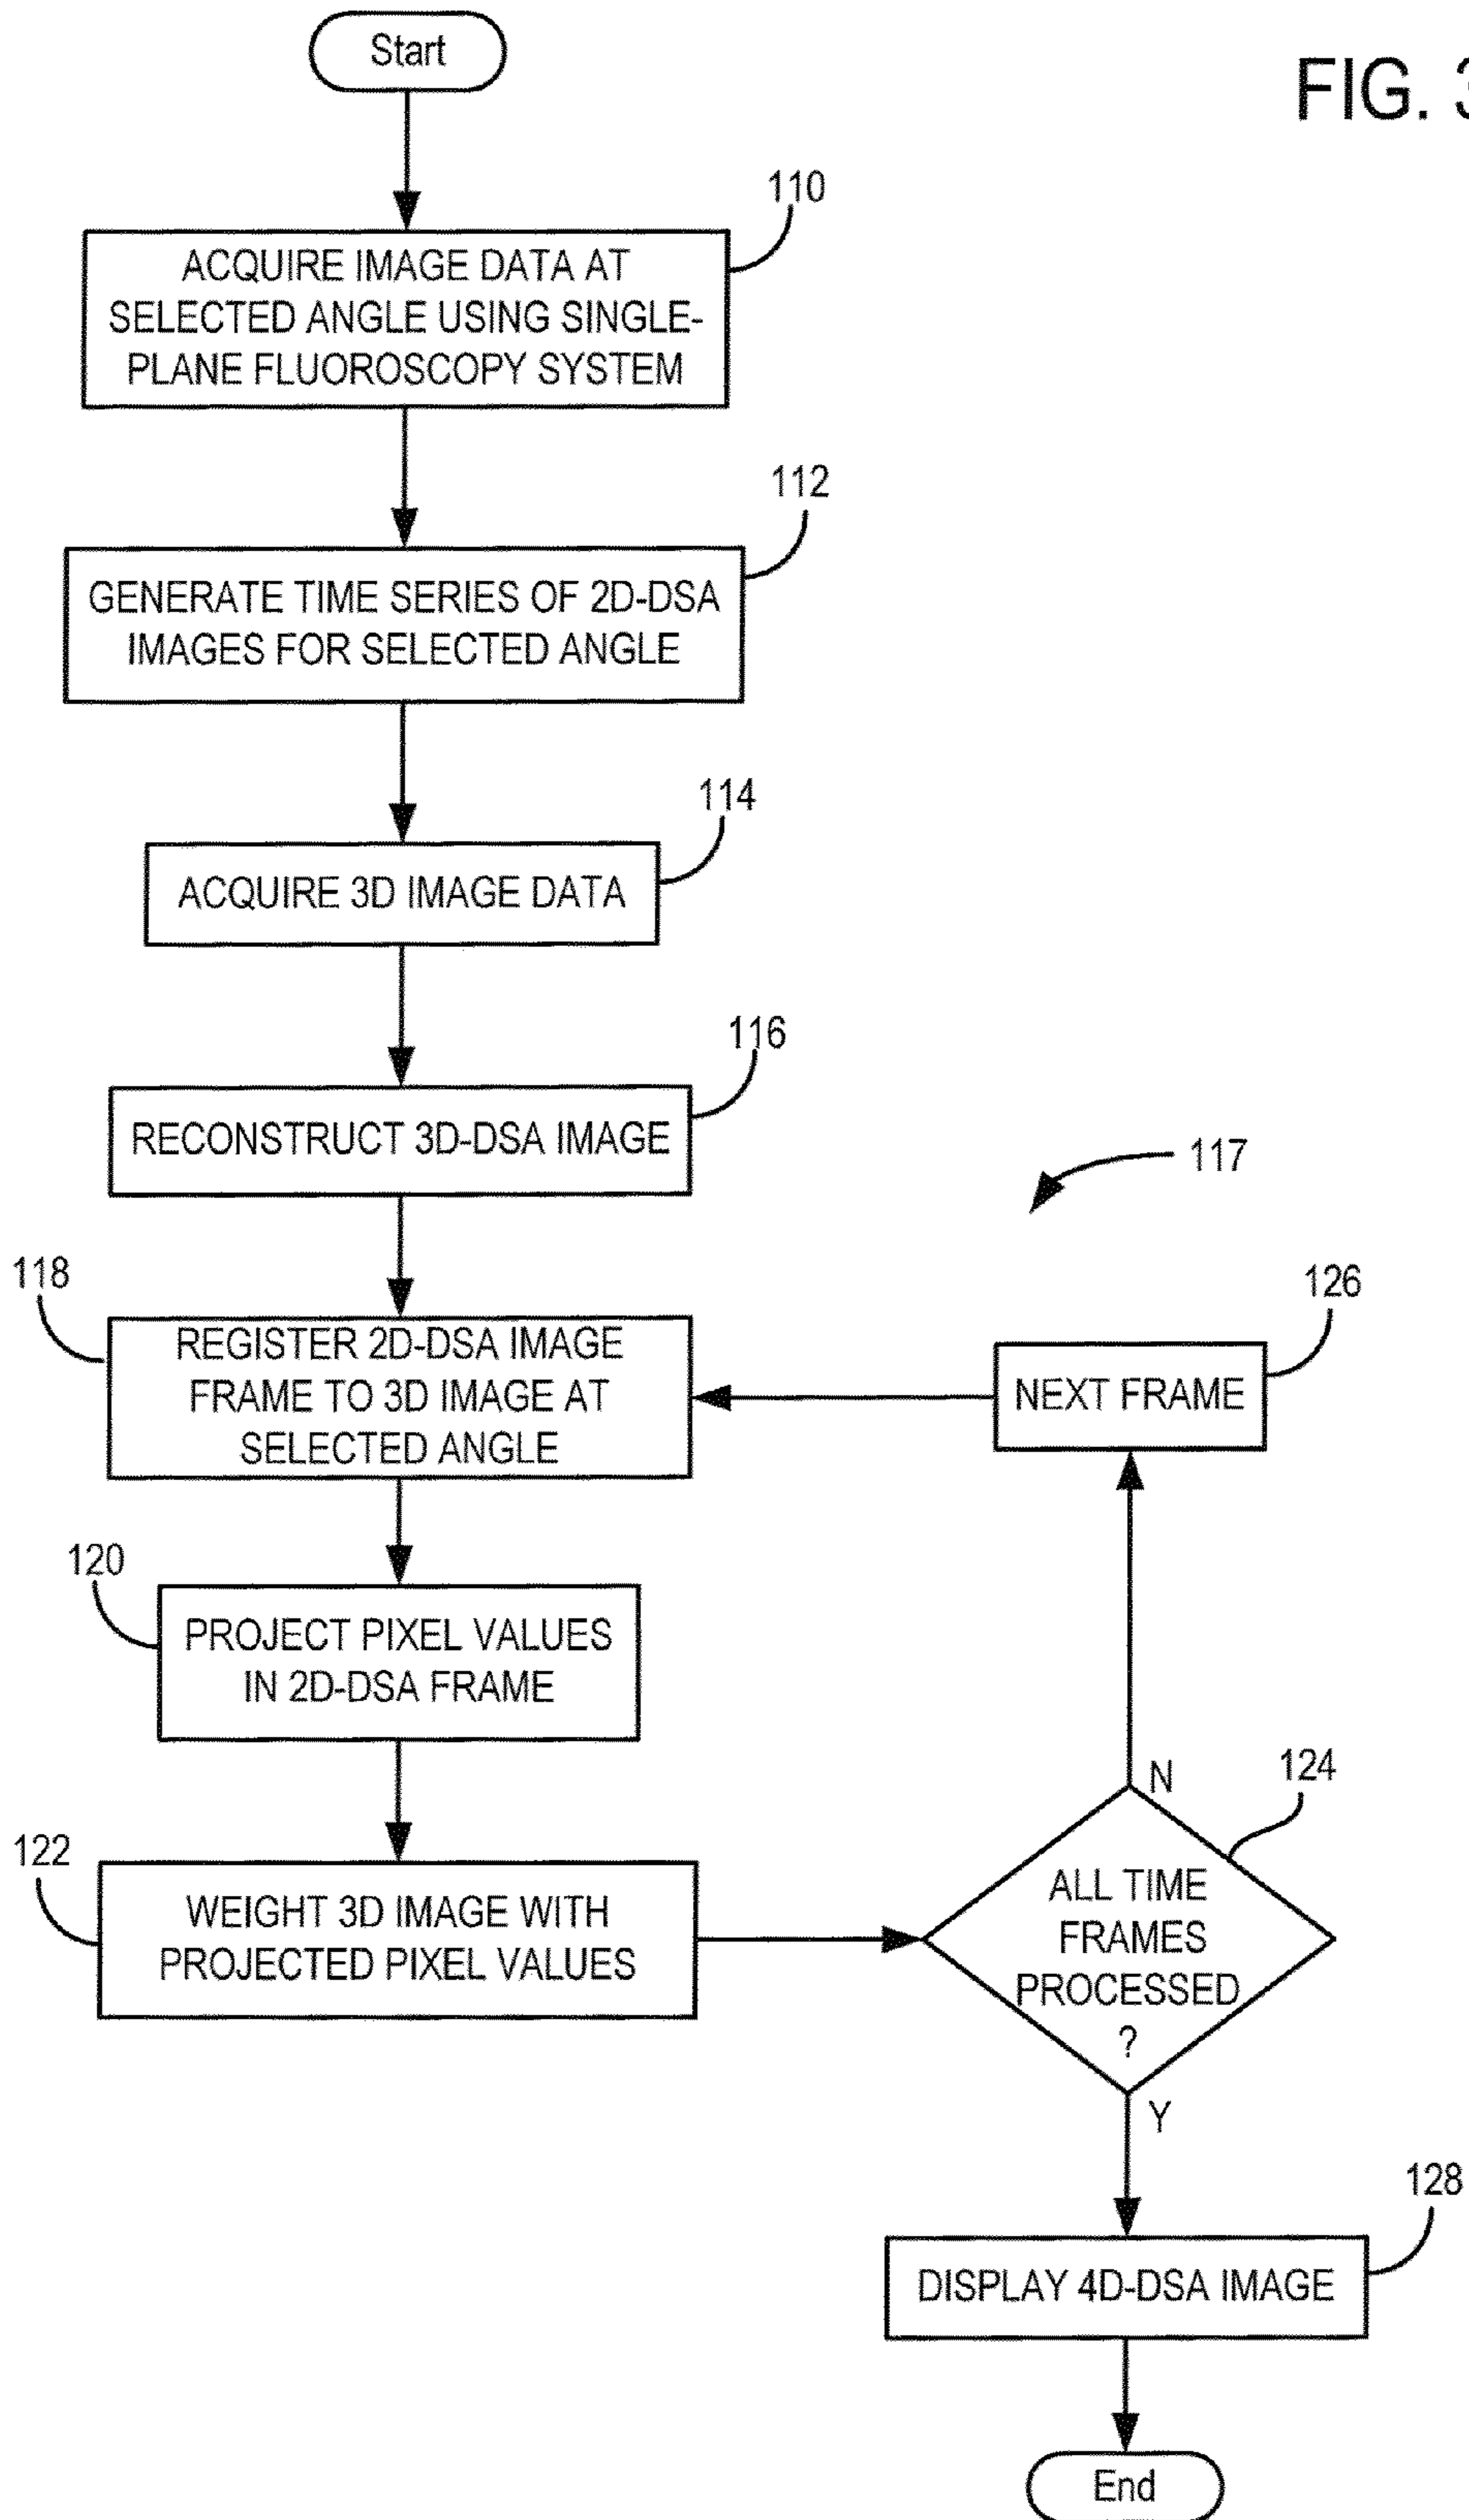 Start
FIG. 3
110
ACQUIRE IMAGE DATA AT
SELECTED ANGLE USING SINGLE-
PLANE FLUOROSCOPY SYSTEM
112
GENERATE TIME SERIES OF 2D-DSA
IMAGES FOR SELECTED ANGLE
114
ACQUIRE 3D IMAGE DATA
116
RECONSTRUCT 3D-DSA IMAGE
117
118
REGISTER 2D-DSA IMAGE
FRAME TO 3D IMAGE AT
SELECTED ANGLE
126
NEXT FRAME
120
PROJECT PIXEL VALUES
IN 2D-DSA FRAME
122
WEIGHT 3D IMAGE WITH
PROJECTED PIXEL VALUES
N
124
ALL TIME
FRAMES
PROCESSED
?
Y
128
DISPLAY 4D-DSA IMAGE
End